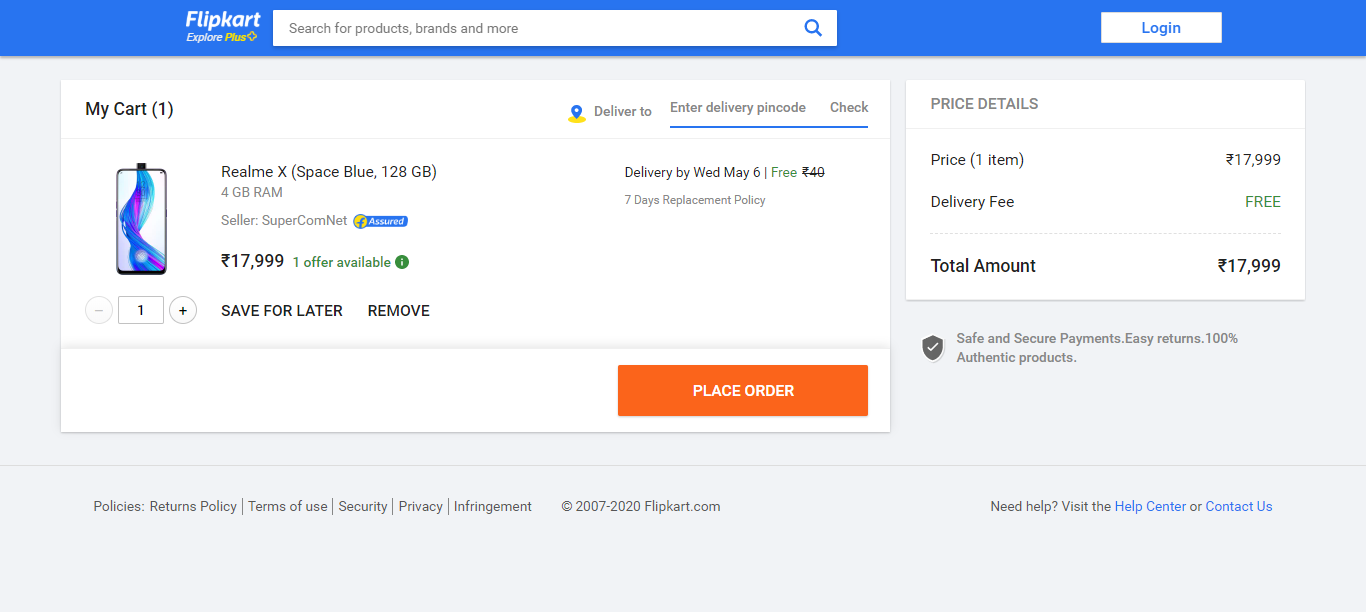 Flipkart
Explore Plus
Search for products, brands and more
Login
My Cart (1)
Deliver to
Enter delivery pincode
Check
Realme X (Space Blue, 128 GB)
4 GB RAM
Seller: SuperComNet
Assured
₹17,999 1 offer available
Delivery by Wed May 6 | Free ₹40
7 Days Replacement Policy
− 1 +
SAVE FOR LATER REMOVE
PLACE ORDER
PRICE DETAILS
Price (1 item) ₹17,999
Delivery Fee FREE
Total Amount ₹17,999
Safe and Secure Payments.Easy returns.100%
Authentic products.
Policies: Returns Policy | Terms of use | Security | Privacy | Infringement © 2007-2020 Flipkart.com Need help? Visit the Help Center or Contact Us